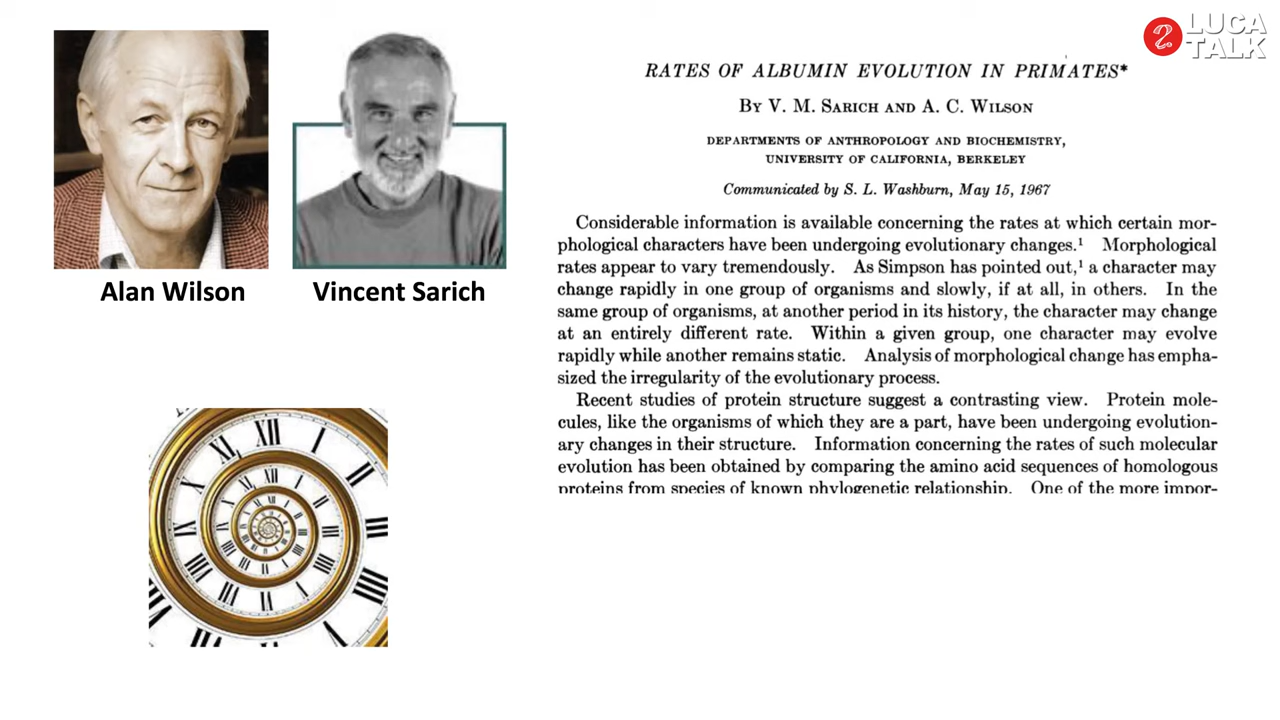 LUCA
TALK
RATES OF ALBUMIN EVOLUTION IN PRIMATES*
BY V. M. SARICH AND A. C. WILSON
DEPARTMENTS OF ANTHROPOLOGY AND BIOCHEMISTRY,
UNIVERSITY OF CALIFORNIA, BERKELEY
Communicated by S. L. Washburn, May 15, 1967
Considerable information is available concerning the rates at which certain mor-
phological characters have been undergoing evolutionary changes.¹ Morphological
rates appear to vary tremendously. As Simpson has pointed out,¹ a character may
change rapidly in one group of organisms and slowly, if at all, in others. In the
same group of organisms, at another period in its history, the character may change
at an entirely different rate. Within a given group, one character may evolve
rapidly while another remains static. Analysis of morphological change has empha-
sized the irregularity of the evolutionary process.
Recent studies of protein structure suggest a contrasting view. Protein mole-
cules, like the organisms of which they are a part, have been undergoing evolution-
ary changes in their structure. Information concerning the rates of such molecular
evolution has been obtained by comparing the amino acid sequences of homologous
proteins from species of known phylogenetic relationship. One of the more impor-
Alan Wilson
Vincent Sarich